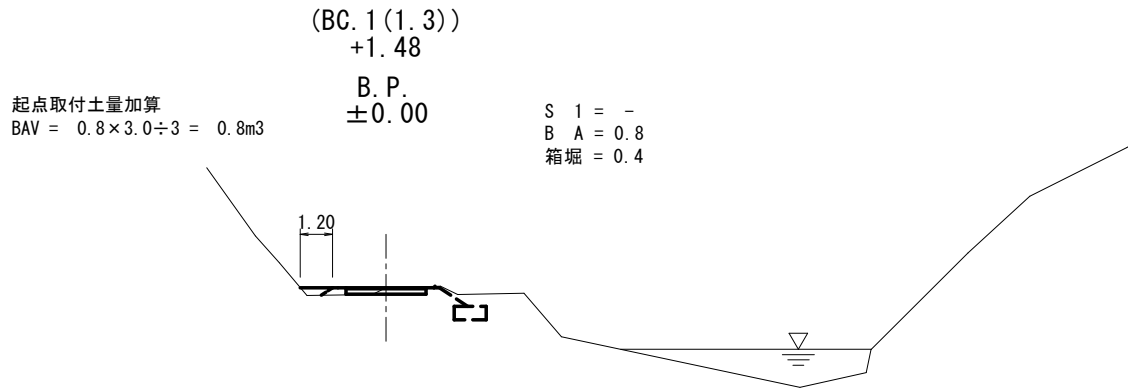 (BC.1(1.3))
+1.48
B.P.
±0.00
起点取付土量加算
BAV = 0.8×3.0÷3 = 0.8m3
S 1 = -
B A = 0.8
箱堀 = 0.4
1.20